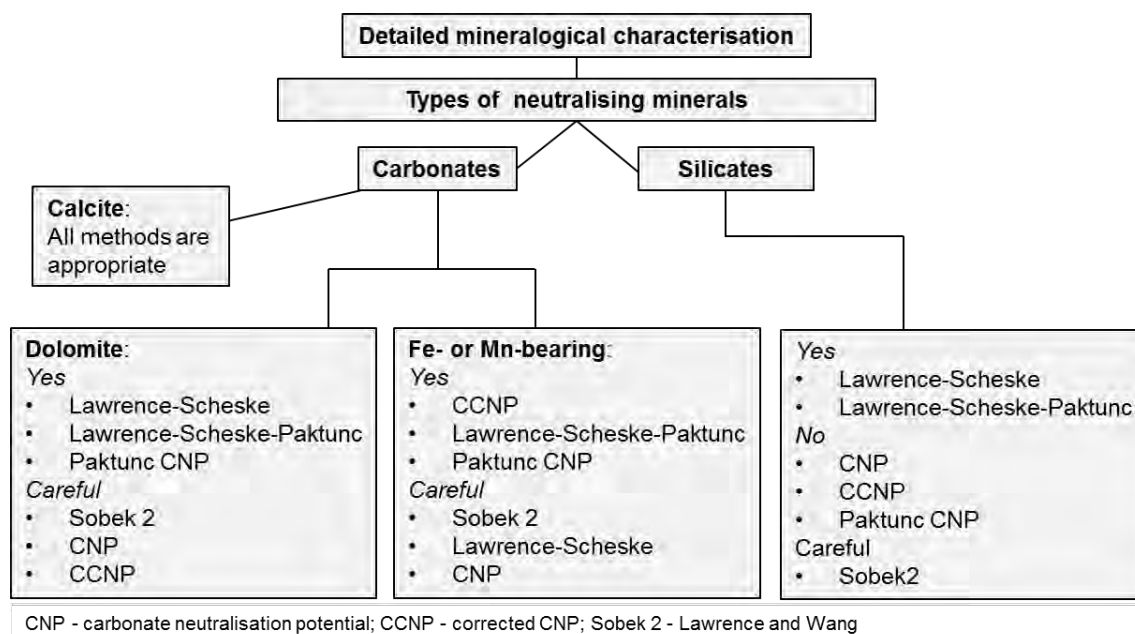 Detailed mineralogical characterisation
Types of neutralising minerals
Carbonates
Silicates
Calcite:
All methods are
appropriate
Dolomite:
Yes
• Lawrence-Scheske
• Lawrence-Scheske-Paktunc
• Paktunc CNP
Careful
• Sobek 2
• CNP
• CCNP
Fe- or Mn-bearing:
Yes
• CCNP
• Lawrence-Scheske-Paktunc
• Paktunc CNP
Careful
• Sobek 2
• Lawrence-Scheske
• CNP
Yes
• Lawrence-Scheske
• Lawrence-Scheske-Paktunc
No
• CNP
• CCNP
• Paktunc CNP
Careful
• Sobek2
CNP - carbonate neutralisation potential; CCNP - corrected CNP; Sobek 2 - Lawrence and Wang